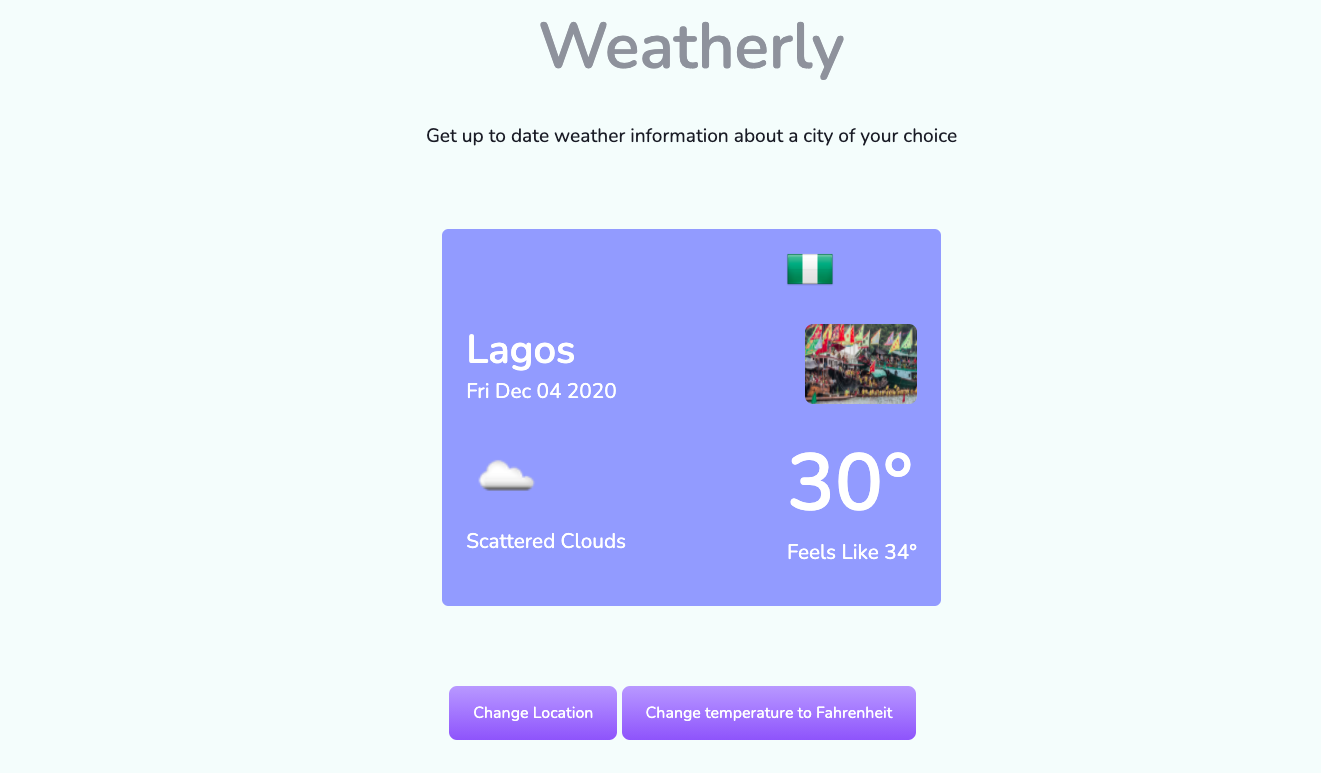 Weatherly
Get up to date weather information about a city of your choice
Lagos
Fri Dec 04 2020
30°
Scattered Clouds
Feels Like 34°
Change Location
Change temperature to Fahrenheit